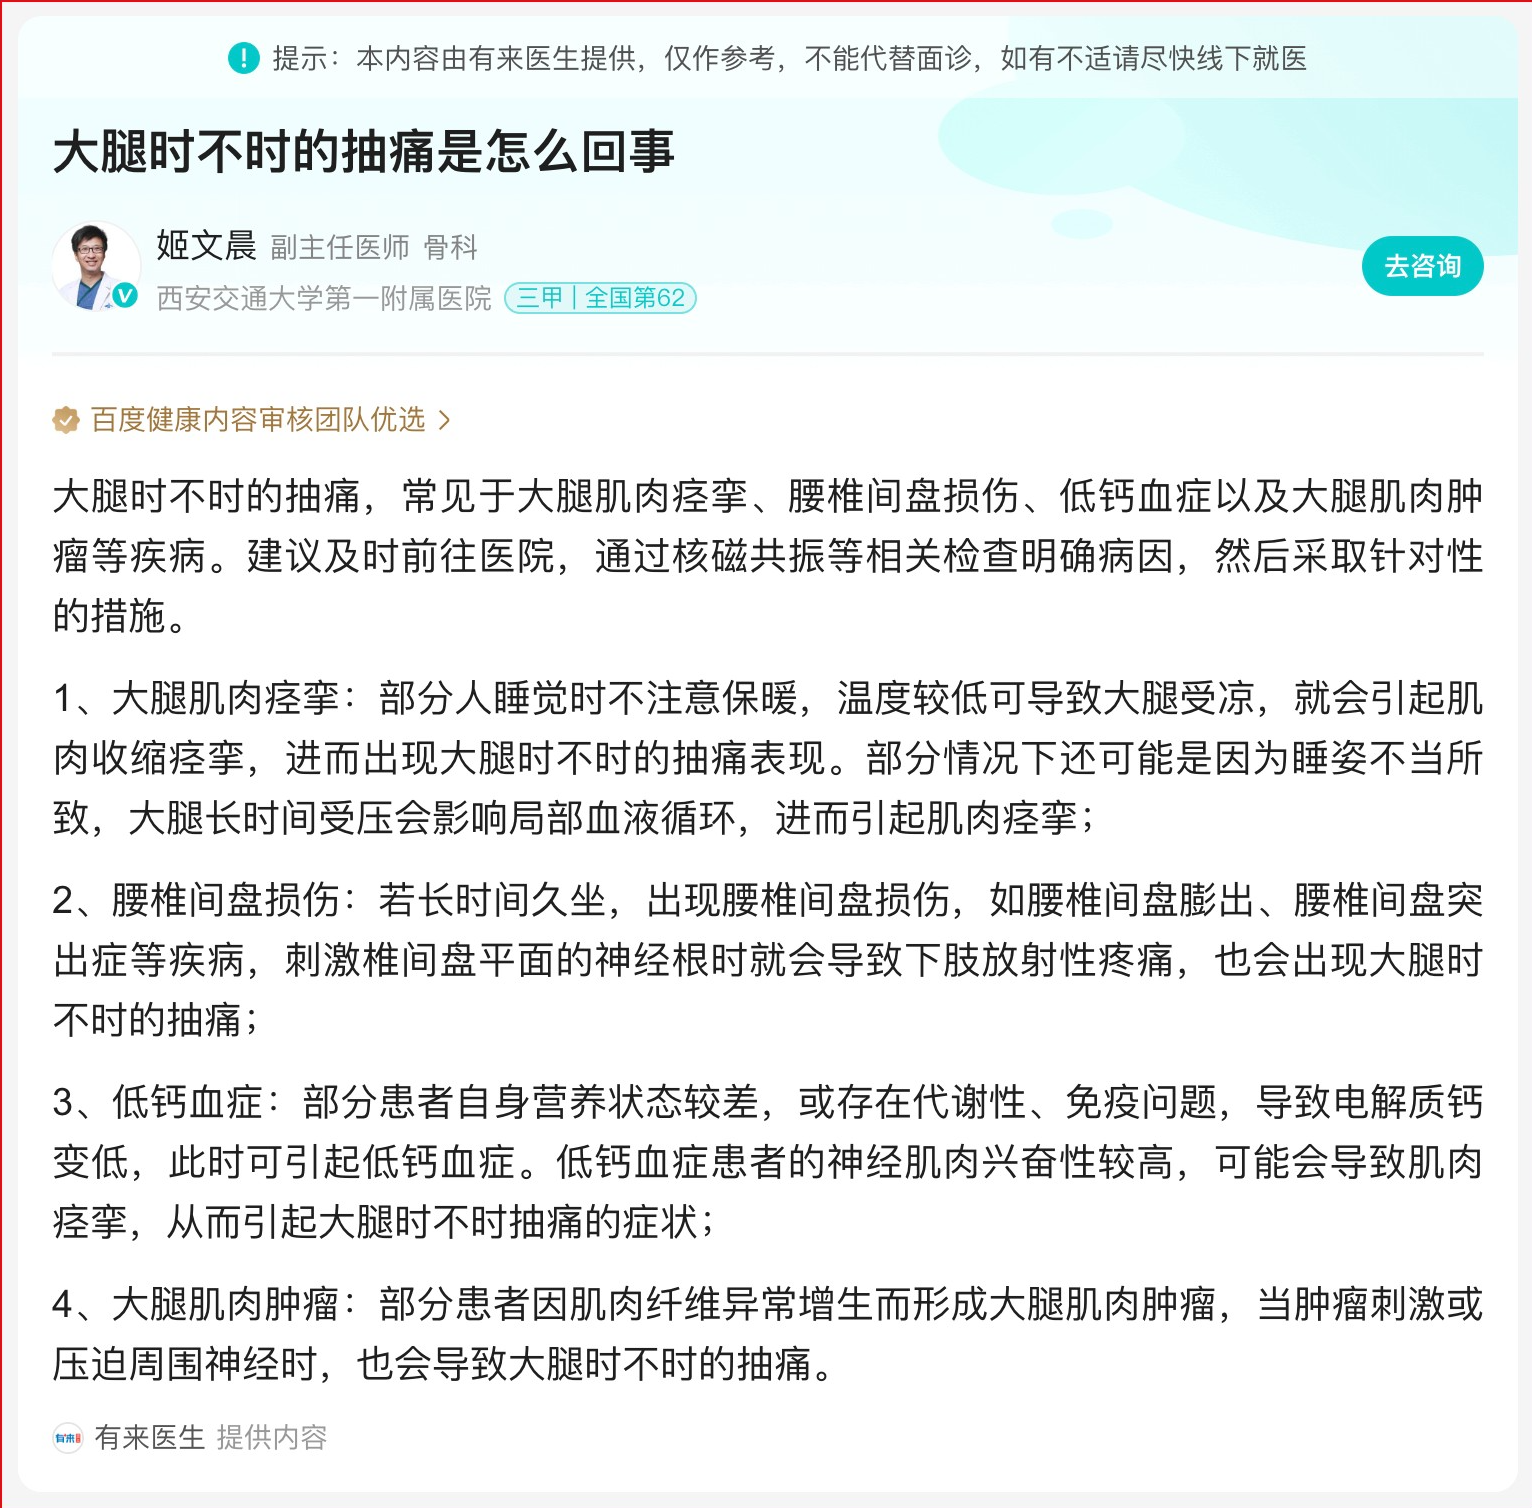 提示：本内容由有来医生提供，仅作参考，不能代替面诊，如有不适请尽快线下就医
大腿时不时的抽痛是怎么回事
姬文晨 副主任医师 骨科
西安交通大学第一附属医院 三甲 | 全国第62
去咨询
百度健康内容审核团队优选
大腿时不时的抽痛，常见于大腿肌肉痉挛、腰椎间盘损伤、低钙血症以及大腿肌肉肿
瘤等疾病。建议及时前往医院，通过核磁共振等相关检查明确病因，然后采取针对性
的措施。
1、大腿肌肉痉挛：部分人睡觉时不注意保暖，温度较低可导致大腿受凉，就会引起肌
肉收缩痉挛，进而出现大腿时不时的抽痛表现。部分情况下还可能是因为睡姿不当所
致，大腿长时间受压会影响局部血液循环，进而引起肌肉痉挛；
2、腰椎间盘损伤：若长时间久坐，出现腰椎间盘损伤，如腰椎间盘膨出、腰椎间盘突
出症等疾病，刺激椎间盘平面的神经根时就会导致下肢放射性疼痛，也会出现大腿时
不时的抽痛；
3、低钙血症：部分患者自身营养状态较差，或存在代谢性、免疫问题，导致电解质钙
变低，此时可引起低钙血症。低钙血症患者的神经肌肉兴奋性较高，可能会导致肌肉
痉挛，从而引起大腿时不时抽痛的症状；
4、大腿肌肉肿瘤：部分患者因肌肉纤维异常增生而形成大腿肌肉肿瘤，当肿瘤刺激或
压迫周围神经时，也会导致大腿时不时的抽痛。
有来医生 提供内容